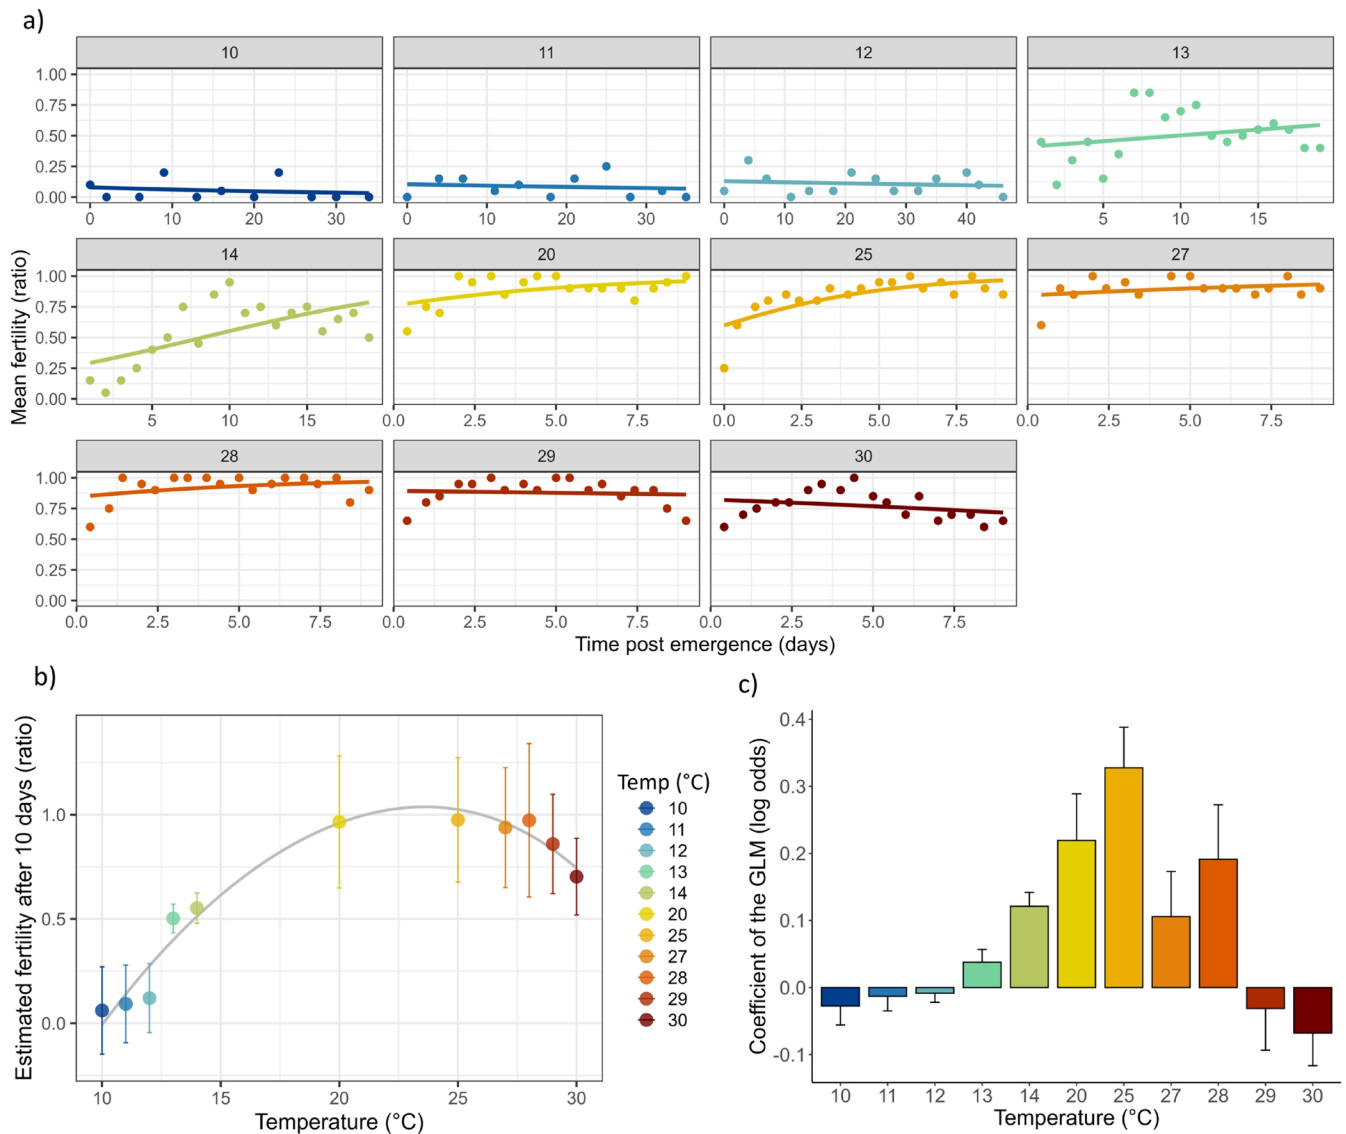 a)
10 11 12 13
1.00
0.75
0.50
0.25
0.00
0 10 20 30 0 10 20 30 0 10 20 30 40 5 10 15
14 20 25 27
1.00
0.75
0.50
0.25
0.00
5 10 15 0.0 2.5 5.0 7.5 0.0 2.5 5.0 7.5 0.0 2.5 5.0 7.5
Mean fertility (ratio)
28 29 30
1.00
0.75
0.50
0.25
0.00
0.0 2.5 5.0 7.5 0.0 2.5 5.0 7.5 0.0 2.5 5.0 7.5
Time post emergence (days)
b)
Estimated fertility after 10 days (ratio)
1.0
0.5
0.0
10 15 20 25 30
Temperature (°C)
Temp (°C)
10
11
12
13
14
20
25
27
28
29
30
c)
Coefficient of the GLM (log odds)
0.4
0.3
0.2
0.1
0.0
-0.1
10 11 12 13 14 20 25 27 28 29 30
Temperature (°C)